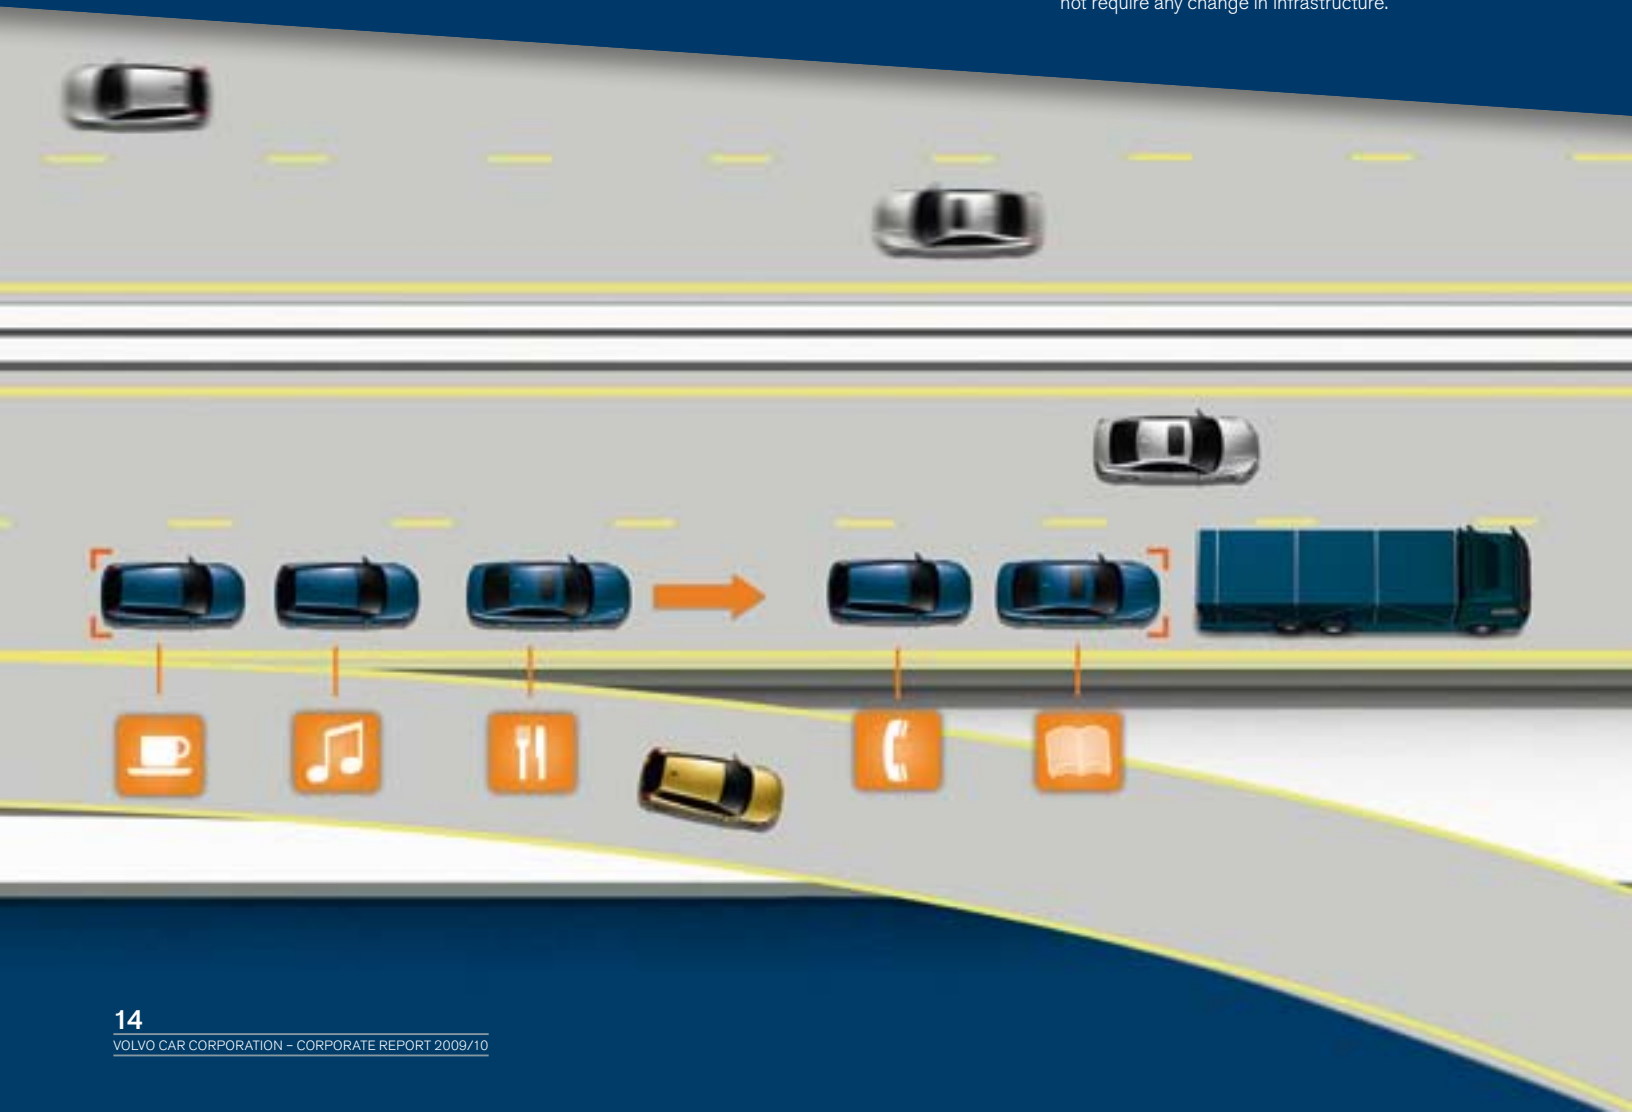 not require any change in infrastructure.
14
VOLVO CAR CORPORATION – CORPORATE REPORT 2009/10